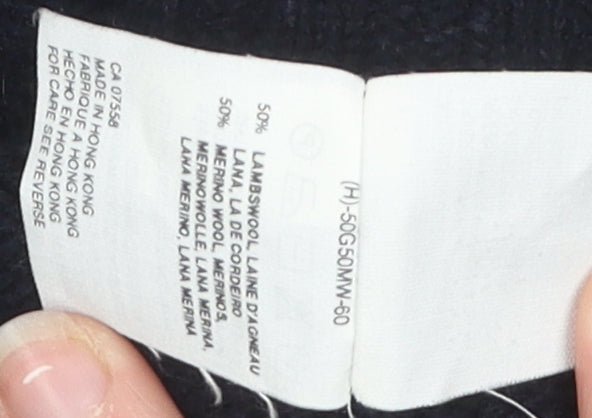 (H)-50G50MW-60
50% LAMBSWOOL, LAINE D'AGNEAU
LANA, LA DE CORDEIRO
50% MERINO WOOL, MERINOS,
MERINOWOLLE, LANA MERINA,
LANA MERINO, LANA MERINA
CA 07558
MADE IN HONG KONG
FABRIQUE A HONG KONG
HECHO EN HONG KONG
FOR CARE SEE REVERSE